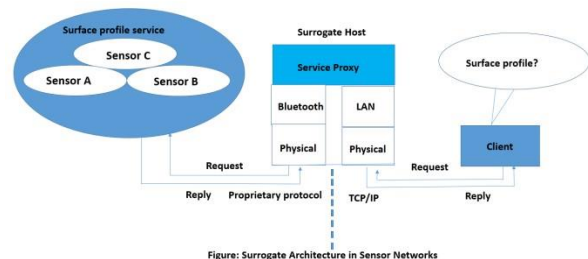 Surface profile service
Sensor C
Sensor A
Sensor B
Surrogate Host
Service Proxy
Bluetooth
LAN
Physical
Physical
Surface profile?
Client
Request
Request
Reply
Proprietary protocol
TCP/IP
Reply
Figure: Surrogate Architecture in Sensor Networks